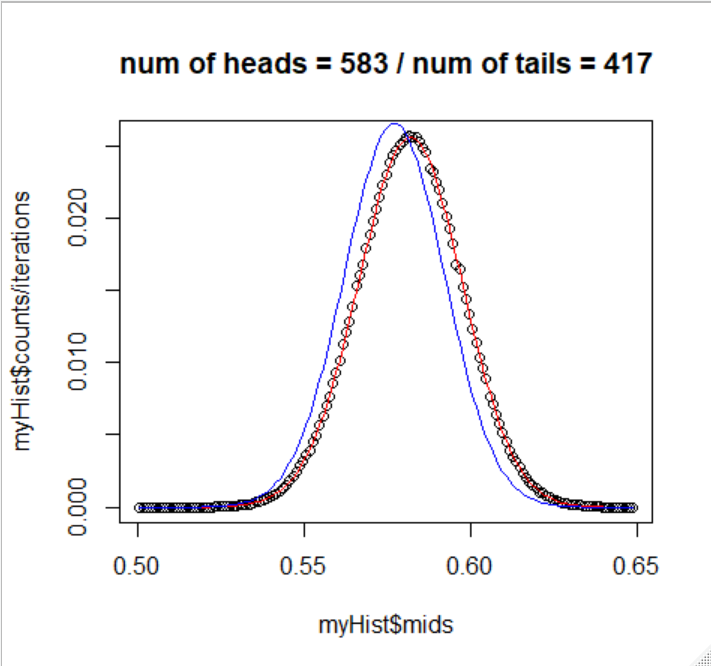 num of heads = 583 / num of tails = 417
myHist$counts/iterations
0.020
0.010
0.000
0.50 0.55 0.60 0.65
myHist$mids